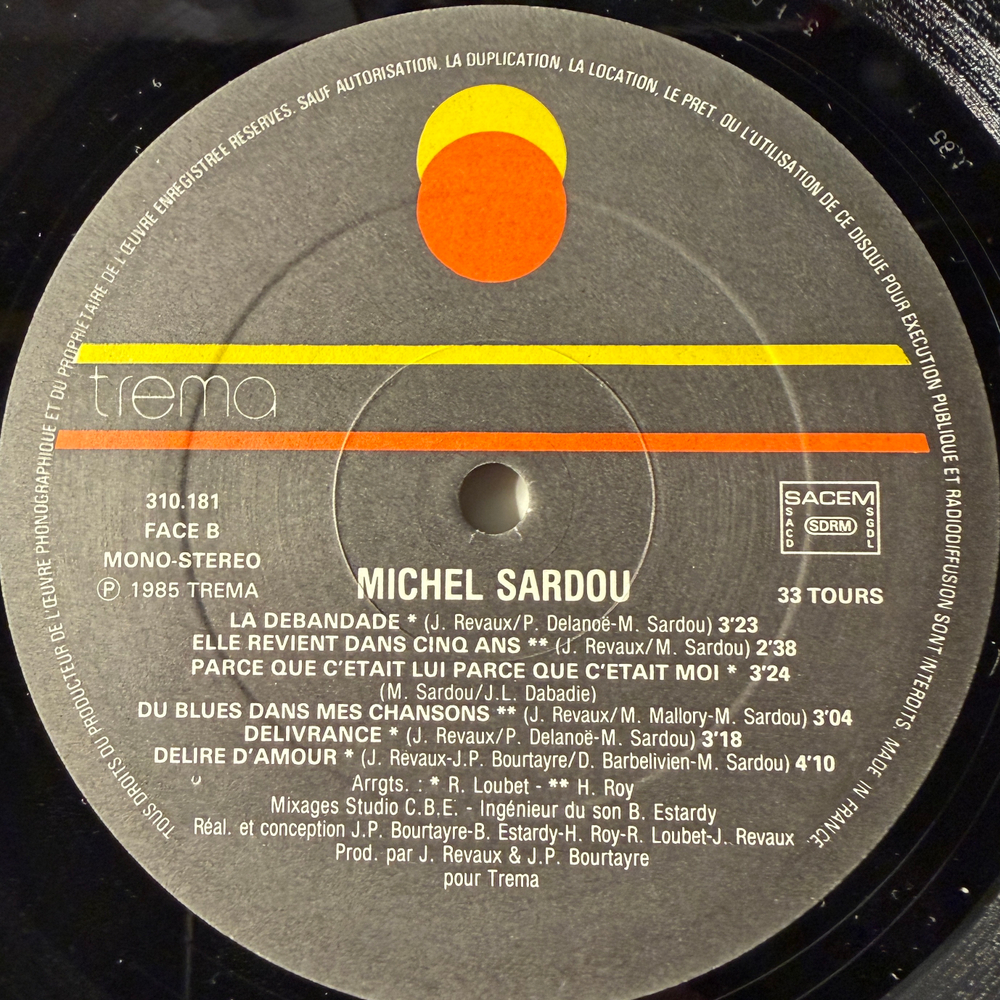 TOUS DROITS DU PRODUCTEUR DE L'ŒUVRE PHONOGRAPHIQUE ET DU PROPRIETAIRE DE L'ŒUVRE ENREGISTREE RESERVES. SAUF AUTORISATION. LA DUPLICATION, LA LOCATION, LE PRET, OU L'UTILISATION DE CE DISQUE POUR EXECUTION PUBLIQUE ET RADIODIFFUSION SONT INTERDITS. MADE IN FRANCE.
trema
310.181
FACE B
MONO-STEREO
Ⓟ 1985 TREMA
SACEM
SACD
SDRM
SGDL
33 TOURS
MICHEL SARDOU
LA DEBANDADE * (J. Revaux/P. Delanoë-M. Sardou) 3'23
ELLE REVIENT DANS CINQ ANS ** (J. Revaux/M. Sardou) 2'38
PARCE QUE C'ETAIT LUI PARCE QUE C'ETAIT MOI * 3'24
(M. Sardou/J.L. Dabadie)
DU BLUES DANS MES CHANSONS ** (J. Revaux/M. Mallory-M. Sardou) 3'04
DELIVRANCE * (J. Revaux/P. Delanoë-M. Sardou) 3'18
DELIRE D'AMOUR * (J. Revaux-J.P. Bourtayre/D. Barbelivien-M. Sardou) 4'10
Arrgts. : * R. Loubet - ** H. Roy
Mixages Studio C.B.E. - Ingénieur du son B. Estardy
Réal. et conception J.P. Bourtayre-B. Estardy-H. Roy-R. Loubet-J. Revaux
Prod. par J. Revaux & J.P. Bourtayre
pour Trema